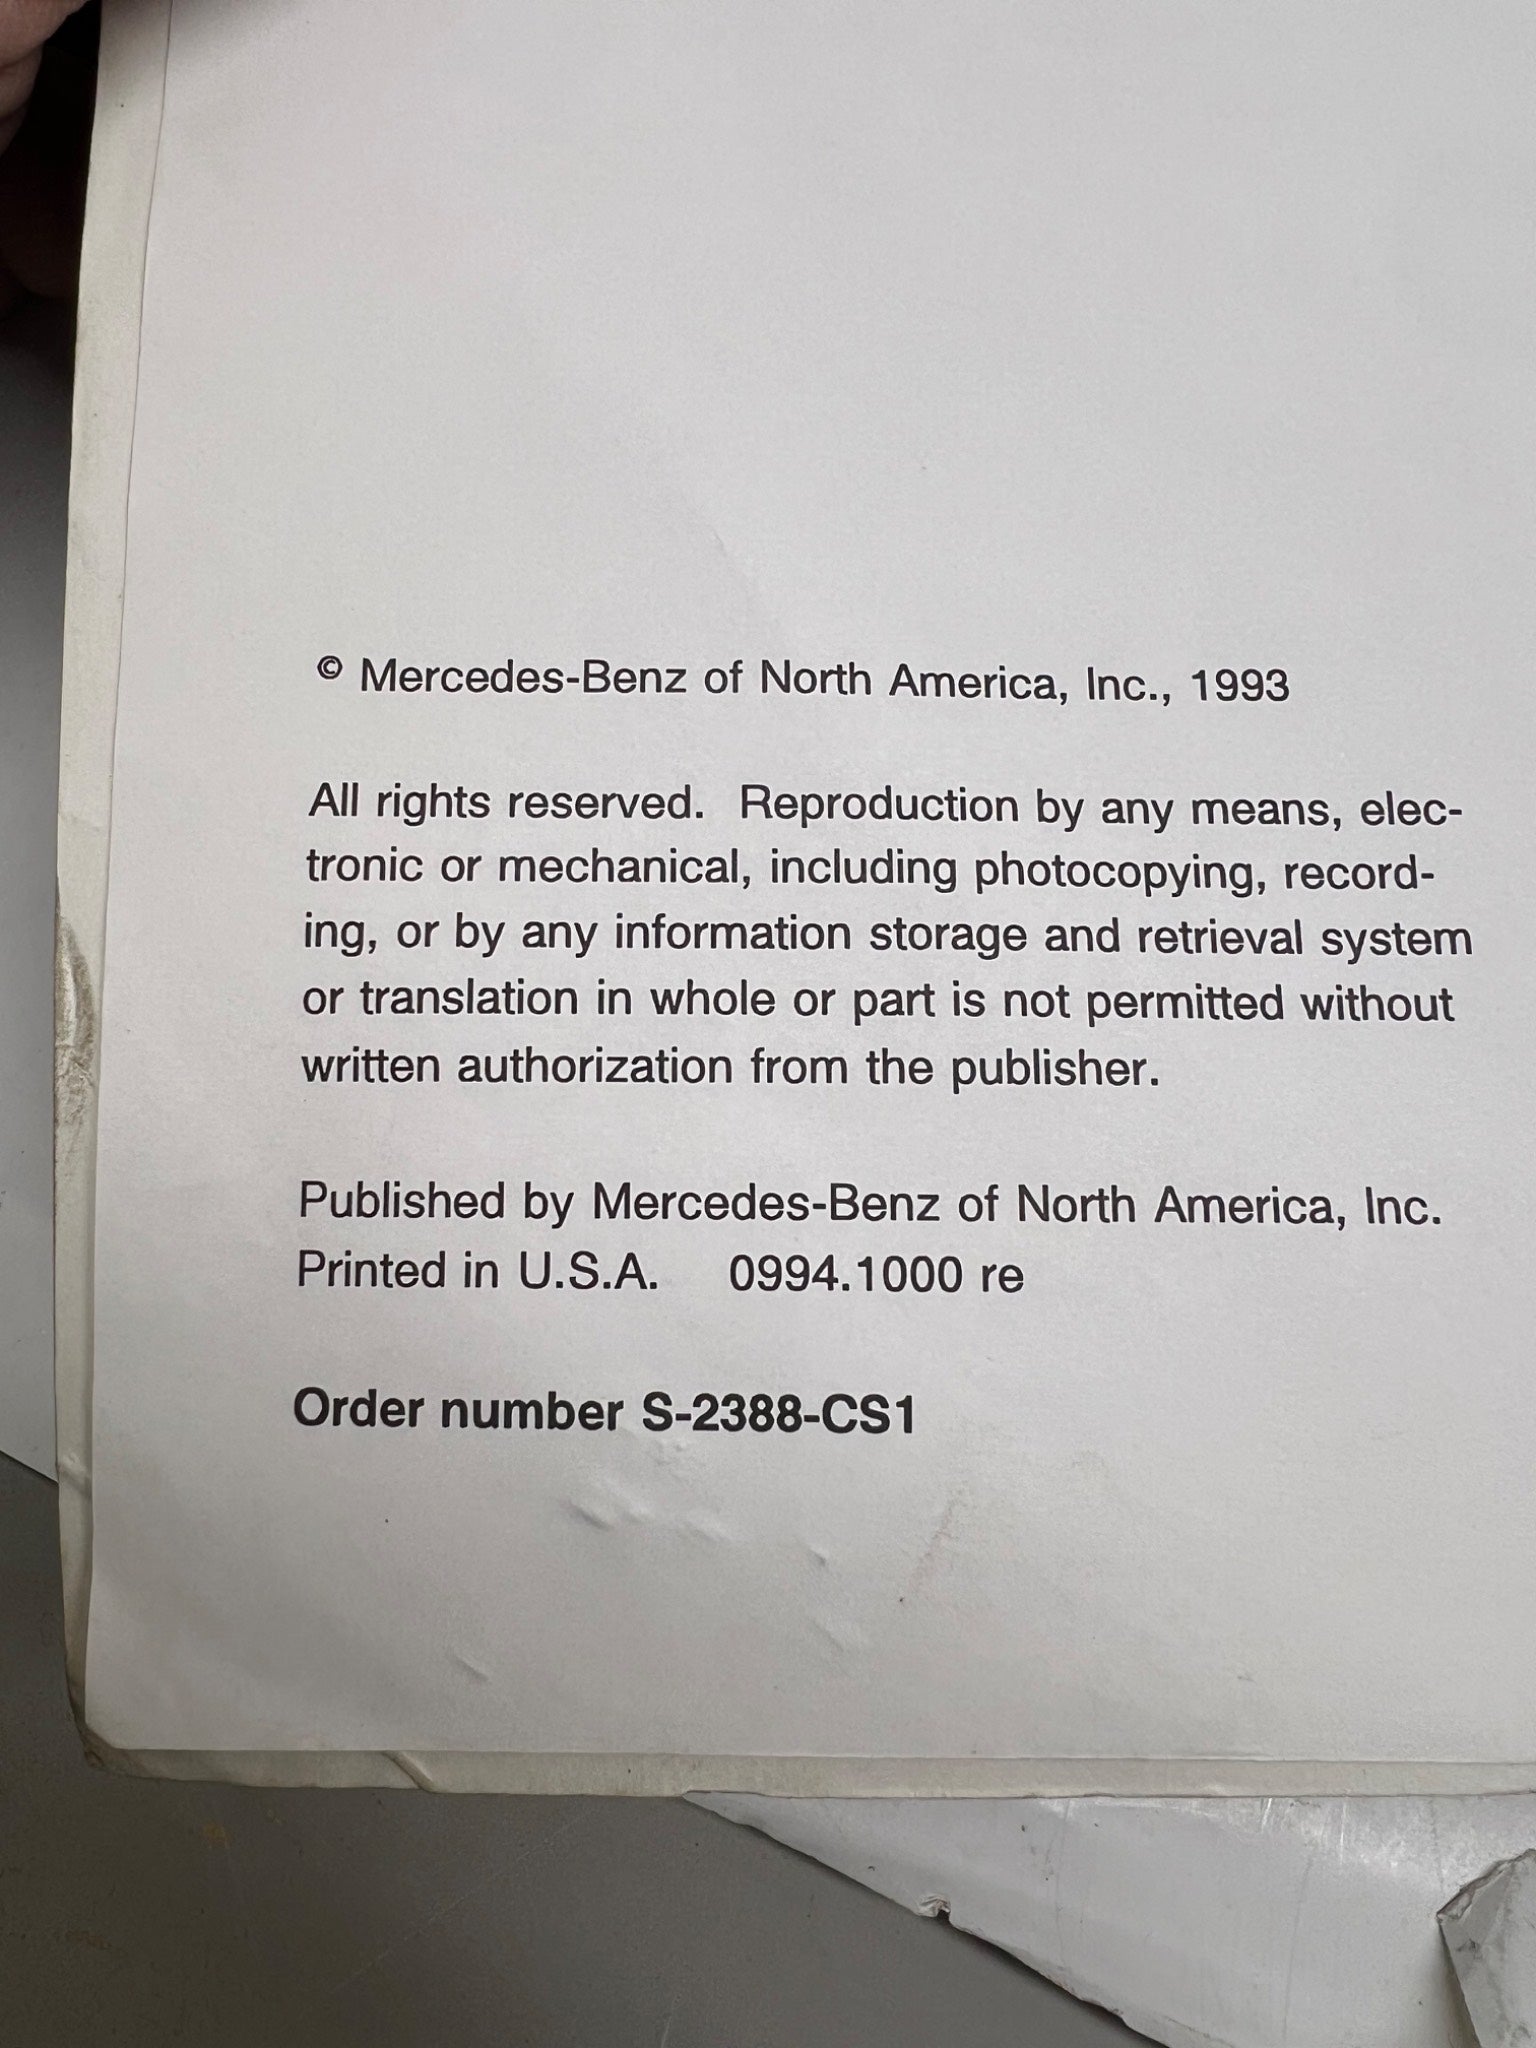 © Mercedes-Benz of North America, Inc., 1993
All rights reserved. Reproduction by any means, elec-
tronic or mechanical, including photocopying, record-
ing, or by any information storage and retrieval system
or translation in whole or part is not permitted without
written authorization from the publisher.
Published by Mercedes-Benz of North America, Inc.
Printed in U.S.A. 0994.1000 re
Order number S-2388-CS1